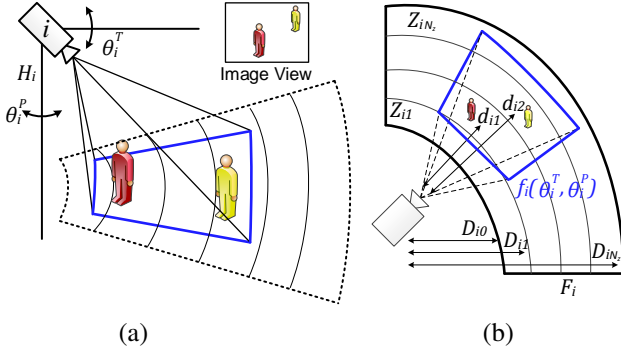 i
θ_i^T
H_i
θ_i^P
Image View
(a)
Z_{iN_z}
Z_{i1}
d_{i1}
d_{i2}
f_i(θ_i^T, θ_i^P)
D_{i0}
D_{i1}
D_{iN_z}
F_i
(b)